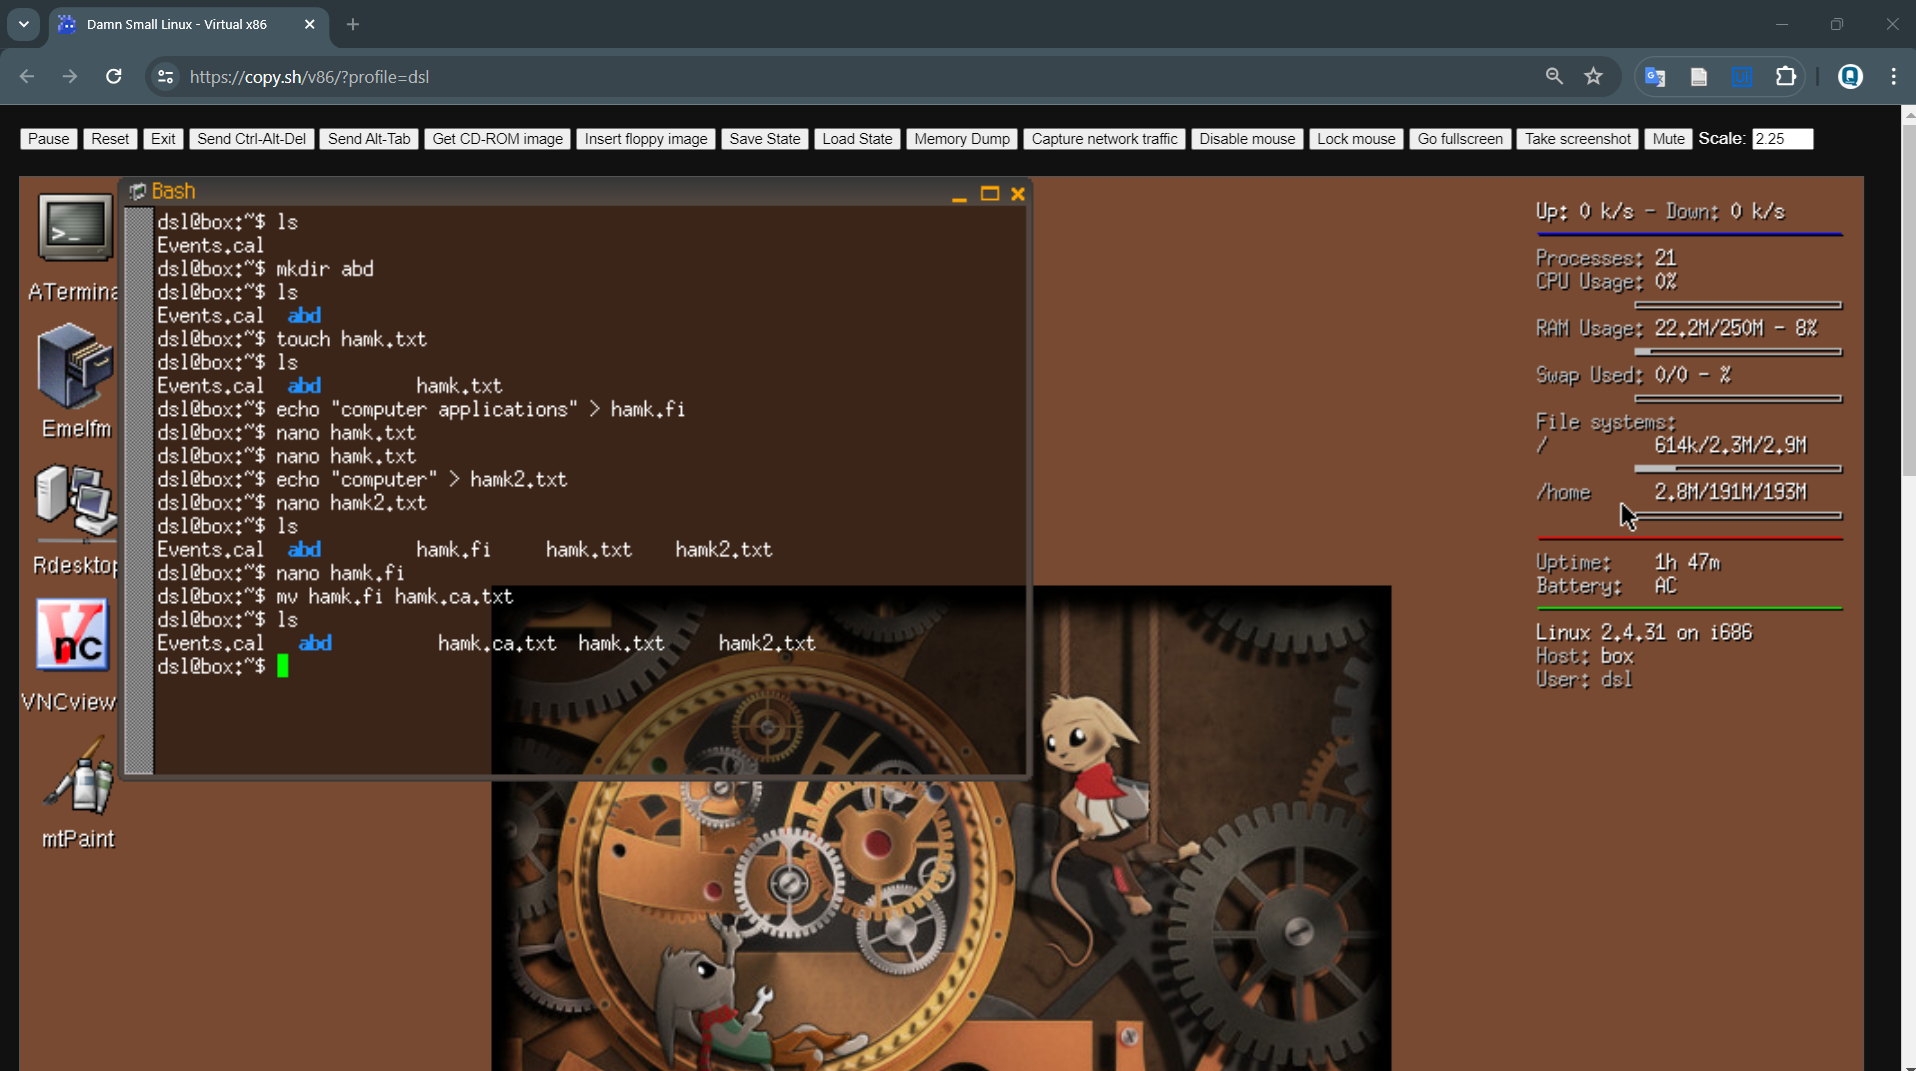 Damn Small Linux - Virtual x86
https://copy.sh/v86/?profile=dsl
Pause Reset Exit Send Ctrl-Alt-Del Send Alt-Tab Get CD-ROM image Insert floppy image Save State Load State Memory Dump Capture network traffic Disable mouse Lock mouse Go fullscreen Take screenshot Mute Scale: 2.25
Bash
dsl@box:~$ ls
Events.cal
dsl@box:~$ mkdir abd
dsl@box:~$ ls
Events.cal abd
dsl@box:~$ touch hamk.txt
dsl@box:~$ ls
Events.cal abd hamk.txt
dsl@box:~$ echo "computer applications" > hamk.fi
dsl@box:~$ nano hamk.txt
dsl@box:~$ nano hamk.txt
dsl@box:~$ echo "computer" > hamk2.txt
dsl@box:~$ nano hamk2.txt
dsl@box:~$ ls
Events.cal abd hamk.fi hamk.txt hamk2.txt
dsl@box:~$ nano hamk.fi
dsl@box:~$ mv hamk.fi hamk.ca.txt
dsl@box:~$ ls
Events.cal abd hamk.ca.txt hamk.txt hamk2.txt
dsl@box:~$
ATermina
Emelfm
Rdesktop
Vnc
VNCview
mtPaint
Up: 0 k/s - Down: 0 k/s
Processes: 21
CPU Usage: 0%
RAM Usage: 22.2M/250M - 8%
Swap Used: 0/0 - %
File systems:
/ 614k/2.3M/2.9M
/home 2.8M/191M/193M
Uptime: 1h 47m
Battery: AC
Linux 2.4.31 on i686
Host: box
User: dsl